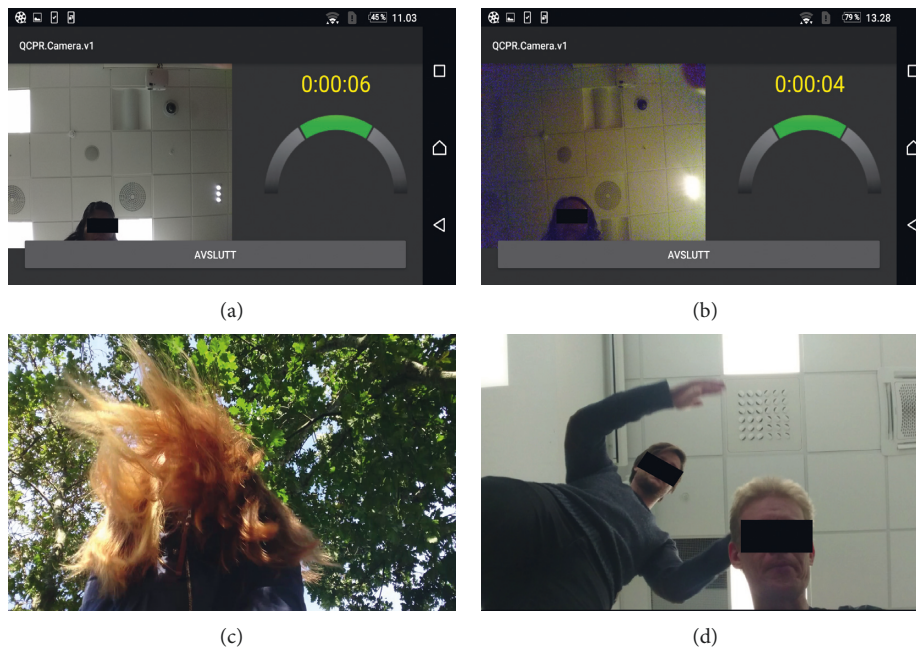 45% 11.03
QCPR.Camera.v1
0:00:06
AVSLUTT
(a)
79% 13.28
QCPR.Camera.v1
0:00:04
AVSLUTT
(b)
(c)
(d)